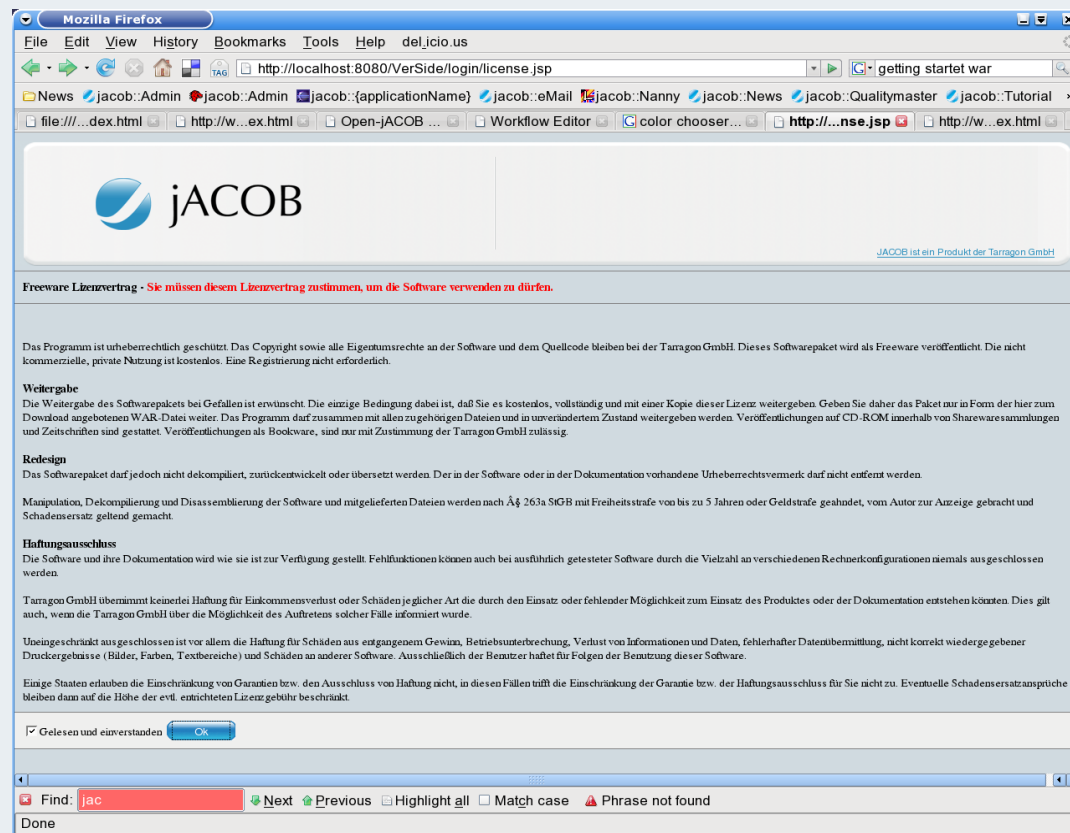 Mozilla Firefox
File Edit View History Bookmarks Tools Help del.icio.us
TAG http://localhost:8080/VerSide/login/license.jsp G getting startet war
News jacob::Admin jacob::Admin jacob::{applicationName} jacob::eMail jacob::Nanny jacob::News jacob::Qualitymaster jacob::Tutorial
file:///...dex.html http://w...ex.html Open-jACOB ... Workflow Editor color chooser... http://...nse.jsp http://w...ex.html
jACOB
JACOB ist ein Produkt der Tarragon GmbH
Freeware Lizenzvertrag - Sie müssen diesem Lizenzvertrag zustimmen, um die Software verwenden zu dürfen.
Das Programm ist urheberrechtlich geschützt. Das Copyright sowie alle Eigentumsrechte an der Software und dem Quellcode bleiben bei der Tarragon GmbH. Dieses Softwarepaket wird als Freeware veröffentlicht. Die nicht
kommerzielle, private Nutzung ist kostenlos. Eine Registrierung nicht erforderlich.
Weitergabe
Die Weitergabe des Softwarepakets bei Gefallen ist erwünscht. Die einzige Bedingung dabei ist, daß Sie es kostenlos, vollständig und mit einer Kopie dieser Lizenz weitergeben. Geben Sie daher das Paket nur in Form der hier zum
Download angebotenen WAR-Datei weiter. Das Programm darf zusammen mit allen zugehörigen Dateien und in unverändertem Zustand weitergeben werden. Veröffentlichungen auf CD-ROM innerhalb von Sharewaresammlungen
und Zeitschriften sind gestattet. Veröffentlichungen als Bookware, sind nur mit Zustimmung der Tarragon GmbH zulässig.
Redesign
Das Softwarepaket darf jedoch nicht dekompiliert, zurückentwickelt oder übersetzt werden. Der in der Software oder in der Dokumentation vorhandene Urheberrechtsvermerk darf nicht entfernt werden.
Manipulation, Dekompilierung und Disassemblierung der Software und mitgelieferten Dateien werden nach Â§ 263a StGB mit Freiheitsstrafe von bis zu 5 Jahren oder Geldstrafe geahndet, vom Autor zur Anzeige gebracht und
Schadensersatz geltend gemacht.
Haftungsausschluss
Die Software und ihre Dokumentation wird wie sie ist zur Verfügung gestellt. Fehlfunktionen können auch bei ausführlich getesteter Software durch die Vielzahl an verschiedenen Rechnerkonfigurationen niemals ausgeschlossen
werden.
Tarragon GmbH übernimmt keinerlei Haftung für Einkommensverlust oder Schäden jeglicher Art die durch den Einsatz oder fehlender Möglichkeit zum Einsatz des Produktes oder der Dokumentation entstehen könnten. Dies gilt
auch, wenn die Tarragon GmbH über die Möglichkeit des Auftretens solcher Fälle informiert wurde.
Uneingeschränkt ausgeschlossen ist vor allem die Haftung für Schäden aus entgangenem Gewinn, Betriebsunterbrechung, Verlust von Informationen und Daten, fehlerhafter Datenübermittlung, nicht korrekt wiedergegebener
Druckergebnisse (Bilder, Farben, Textbereiche) und Schäden an anderer Software. Ausschließlich der Benutzer haftet für Folgen der Benutzung dieser Software.
Einige Staaten erlauben die Einschränkung von Garantien bzw. den Ausschluss von Haftung nicht, in diesen Fällen trifft die Einschränkung der Garantie bzw. der Haftungsausschluss für Sie nicht zu. Eventuelle Schadensersatzansprüche
bleiben dann auf die Höhe der evtl. entrichteten Lizenzgebühr beschränkt.
Gelesen und einverstanden Ok
Find: jac Next Previous Highlight all Match case Phrase not found
Done